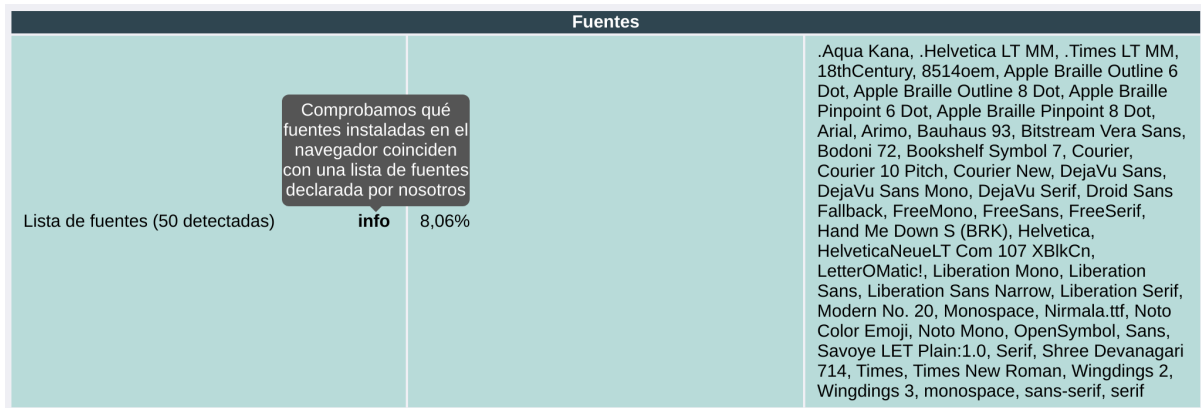 Fuentes
Comprobamos qué
fuentes instaladas en el
navegador coinciden
con una lista de fuentes
declarada por nosotros
Lista de fuentes (50 detectadas)
info
8,06%
.Aqua Kana, .Helvetica LT MM, .Times LT MM,
18thCentury, 8514oem, Apple Braille Outline 6
Dot, Apple Braille Outline 8 Dot, Apple Braille
Pinpoint 6 Dot, Apple Braille Pinpoint 8 Dot,
Arial, Arimo, Bauhaus 93, Bitstream Vera Sans,
Bodoni 72, Bookshelf Symbol 7, Courier,
Courier 10 Pitch, Courier New, DejaVu Sans,
DejaVu Sans Mono, DejaVu Serif, Droid Sans
Fallback, FreeMono, FreeSans, FreeSerif,
Hand Me Down S (BRK), Helvetica,
HelveticaNeueLT Com 107 XBlkCn,
LetterOMatic!, Liberation Mono, Liberation
Sans, Liberation Sans Narrow, Liberation Serif,
Modern No. 20, Monospace, Nirmala.ttf, Noto
Color Emoji, Noto Mono, OpenSymbol, Sans,
Savoye LET Plain:1.0, Serif, Shree Devanagari
714, Times, Times New Roman, Wingdings 2,
Wingdings 3, monospace, sans-serif, serif